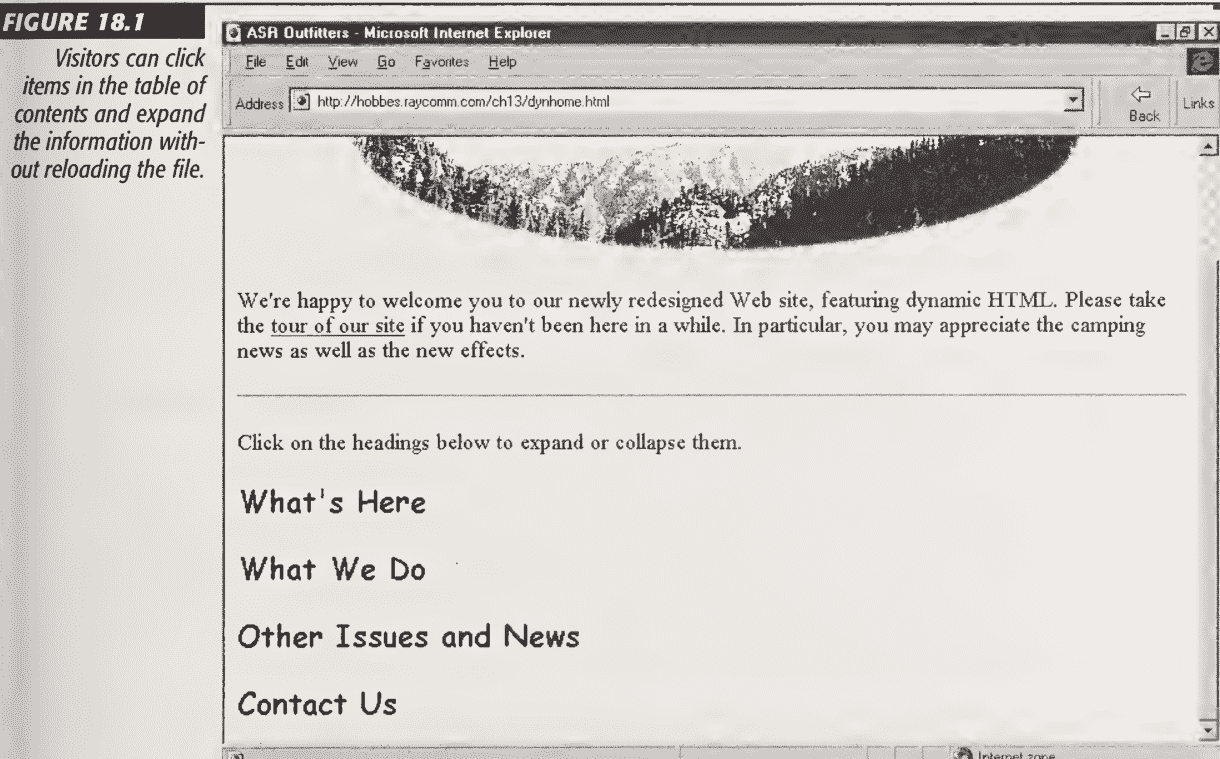 FIGURE 18.1
Visitors can click
items in the table of
contents and expand
the information with-
out reloading the file.
ASR Outfitters - Microsoft Internet Explorer
File Edit View Go Favorites Help
Address http://hobbes.raycomm.com/ch13/dynhome.html Back Links
We're happy to welcome you to our newly redesigned Web site, featuring dynamic HTML. Please take
the tour of our site if you haven't been here in a while. In particular, you may appreciate the camping
news as well as the new effects.
Click on the headings below to expand or collapse them.
What's Here
What We Do
Other Issues and News
Contact Us
Internet zone